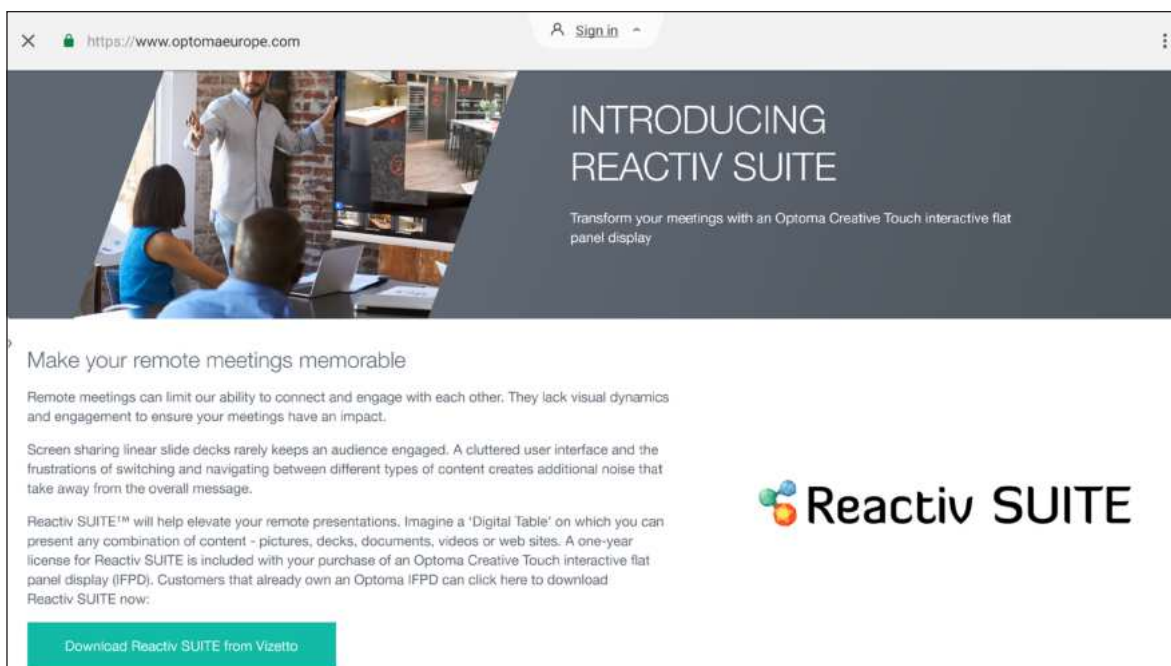 https://www.optomaeurope.com
Sign in
INTRODUCING
REACTIV SUITE
Transform your meetings with an Optoma Creative Touch interactive flat
panel display
Make your remote meetings memorable
Remote meetings can limit our ability to connect and engage with each other. They lack visual dynamics
and engagement to ensure your meetings have an impact.
Screen sharing linear slide decks rarely keeps an audience engaged. A cluttered user interface and the
frustrations of switching and navigating between different types of content creates additional noise that
take away from the overall message.
Reactiv SUITE™ will help elevate your remote presentations. Imagine a 'Digital Table' on which you can
present any combination of content - pictures, decks, documents, videos or web sites. A one-year
license for Reactiv SUITE is included with your purchase of an Optoma Creative Touch interactive flat
panel display (IFPD). Customers that already own an Optoma IFPD can click here to download
Reactiv SUITE now:
Reactiv SUITE
Download Reactiv SUITE from Vizetto